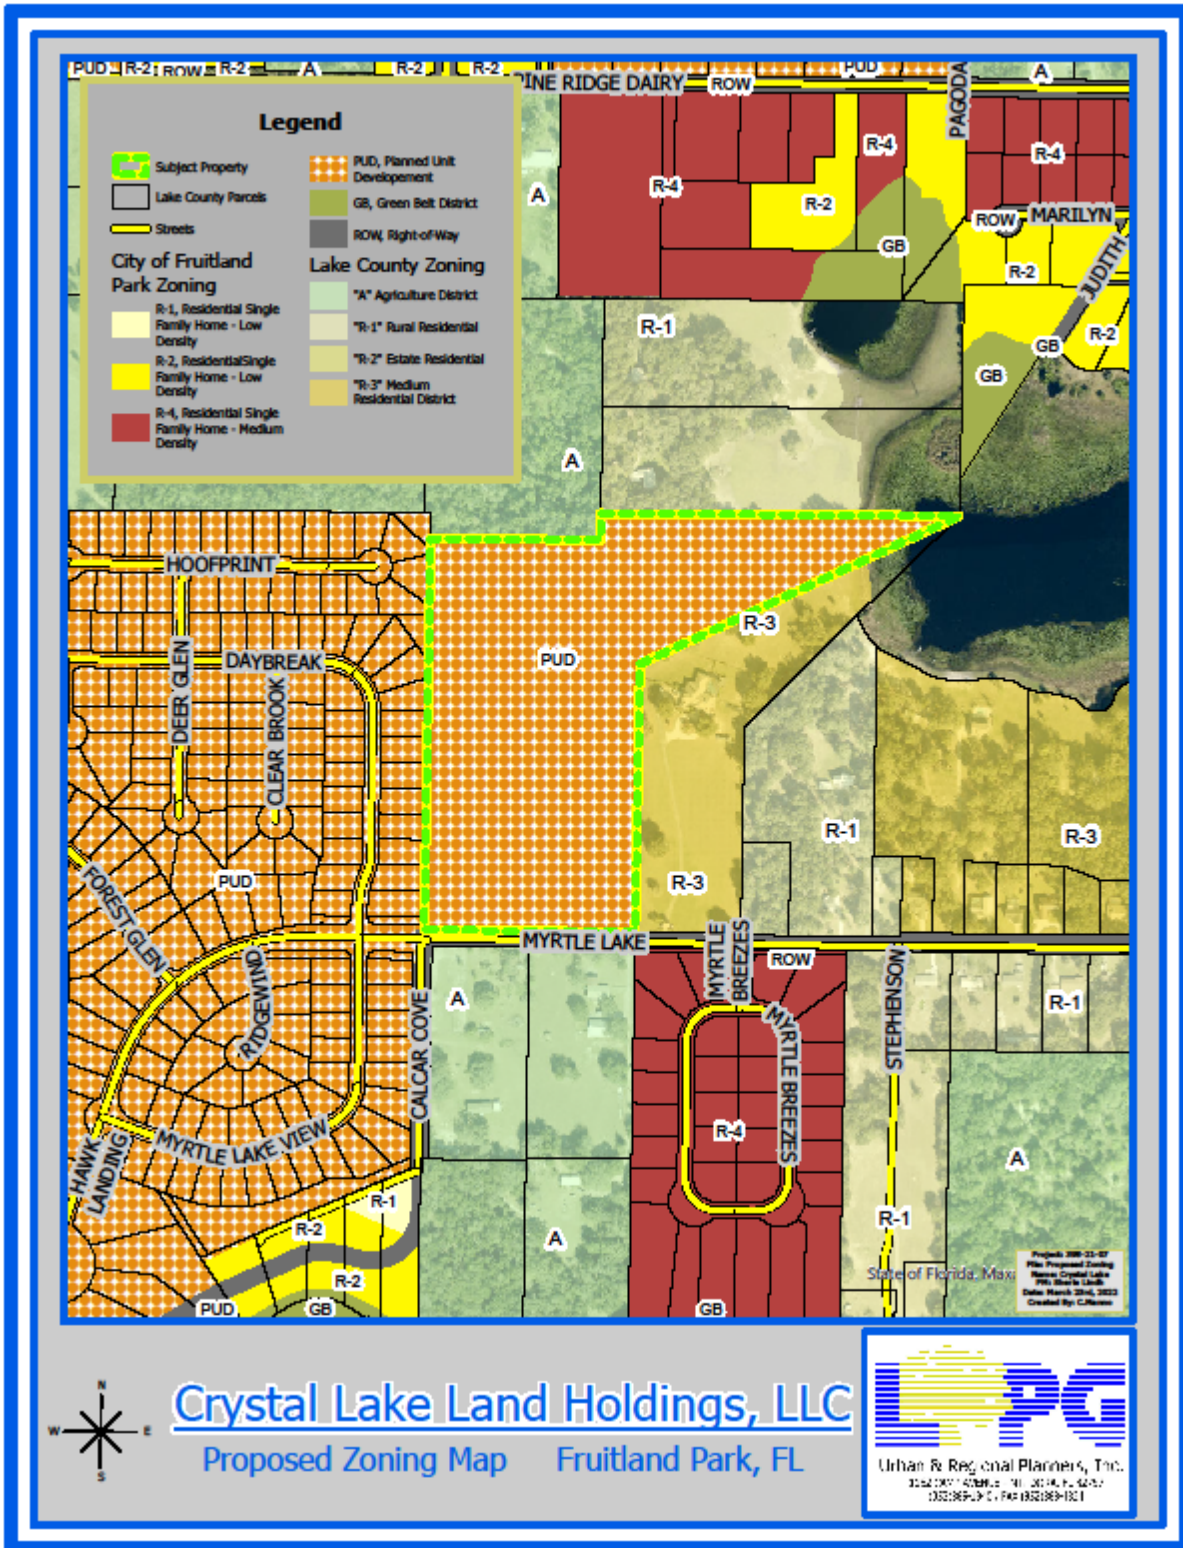 PUD
R-2
ROW
R-2
A
R-2
R-2
PINE RIDGE DAIRY
ROW
PUD
PAGODA
A
Legend
Subject Property
Lake County Parcels
Streets
City of Fruitland
Park Zoning
R-1, Residential Single
Family Home - Low
Density
R-2, ResidentialSingle
Family Home - Low
Density
R-4, Residential Single
Family Home - Medium
Density
PUD, Planned Unit
Developement
GB, Green Belt District
ROW, Right-of-Way
Lake County Zoning
"A" Agriculture District
"R-1" Rural Residential
"R-2" Estate Residential
"R-3" Medium
Residential District
A
R-4
R-4
R-2
R-4
ROW
MARILYN
GB
R-2
JUDITH
R-1
GB
R-2
GB
A
HOOFPRINT
DEER GLEN
DAYBREAK
CLEAR BROOK
PUD
R-3
R-1
R-3
R-3
PUD
FOREST GLEN
MYRTLE LAKE
MYRTLE
BREEZES
ROW
RIDGEWIND
CALCAR COVE
A
MYRTLE BREEZES
STEPHENSON
R-1
R-4
A
HAWK
LANDING
MYRTLE LAKE VIEW
R-1
R-2
R-2
PUD
GB
A
R-1
GB
State of Florida, Maxa
Date: March 23rd, 2022
N
W
E
S
Crystal Lake Land Holdings, LLC
Proposed Zoning Map Fruitland Park, FL
LPG
Urban & Regional Planners, Inc.